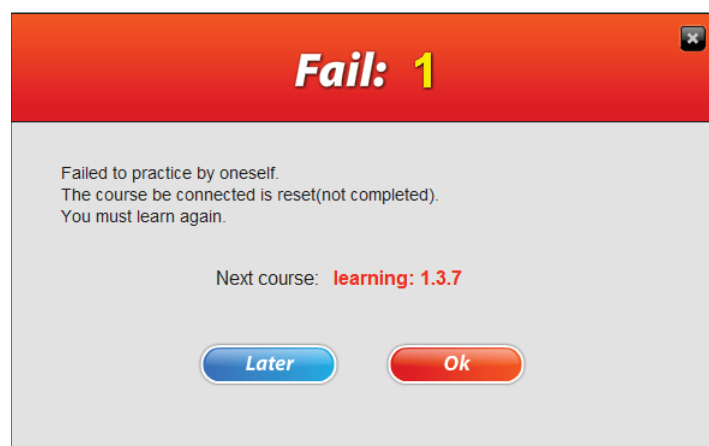 Fail: 1
Failed to practice by oneself.
The course be connected is reset(not completed).
You must learn again.
Next course: learning: 1.3.7
Later
Ok